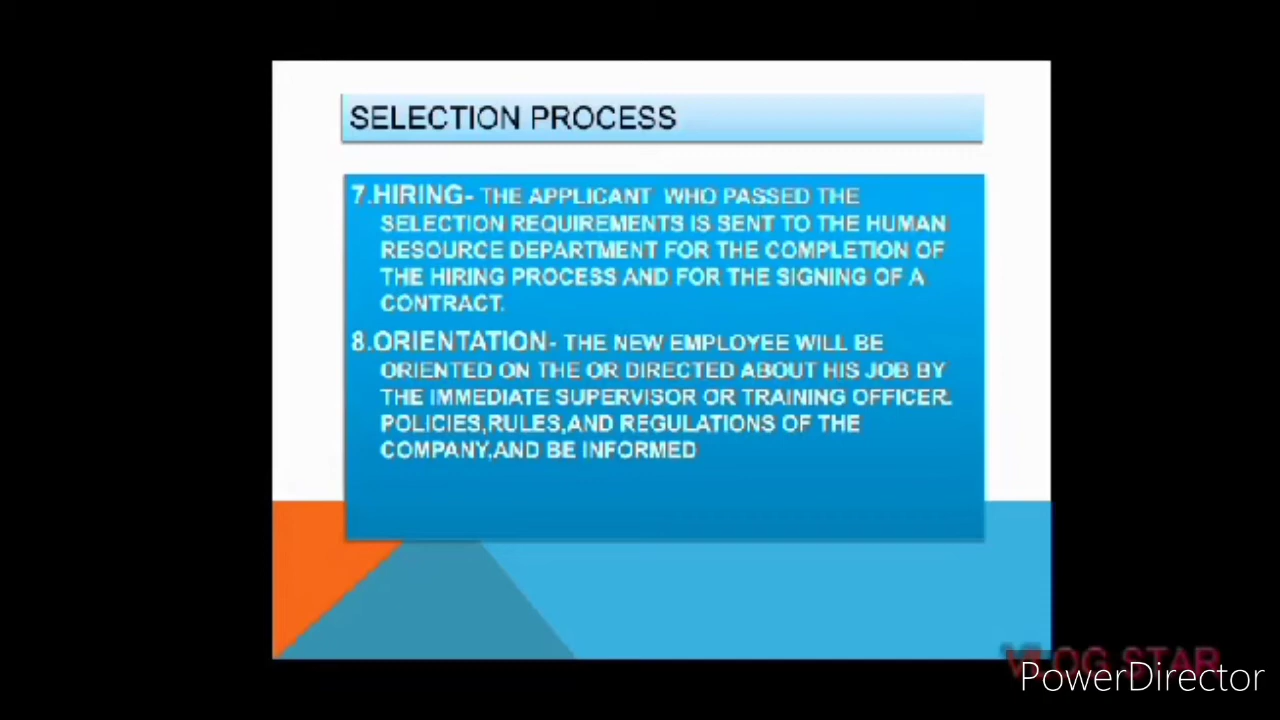 SELECTION PROCESS
7.HIRING- THE APPLICANT WHO PASSED THE
SELECTION REQUIREMENTS IS SENT TO THE HUMAN
RESOURCE DEPARTMENT FOR THE COMPLETION OF
THE HIRING PROCESS AND FOR THE SIGNING OF A
CONTRACT.
8.ORIENTATION- THE NEW EMPLOYEE WILL BE
ORIENTED ON THE OR DIRECTED ABOUT HIS JOB BY
THE IMMEDIATE SUPERVISOR OR TRAINING OFFICER.
POLICIES,RULES,AND REGULATIONS OF THE
COMPANY,AND BE INFORMED
VLOG STAR
PowerDirector